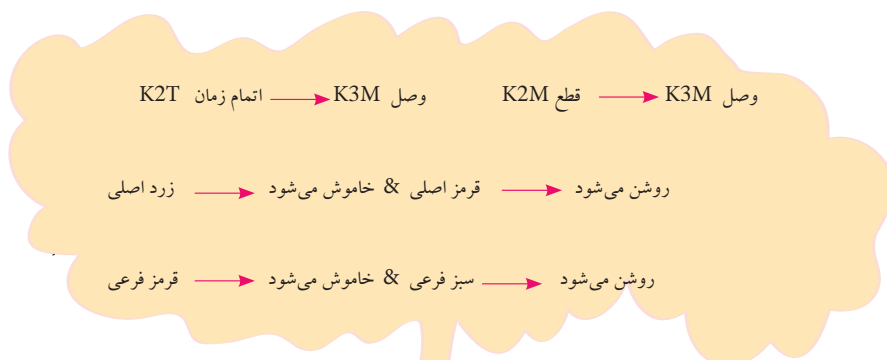 K2T اتمام زمان → K3M وصل K2M قطع → K3M وصل
زرد اصلی → خاموش می‌شود & قرمز اصلی → روشن می‌شود
قرمز فرعی → خاموش می‌شود & سبز فرعی → روشن می‌شود